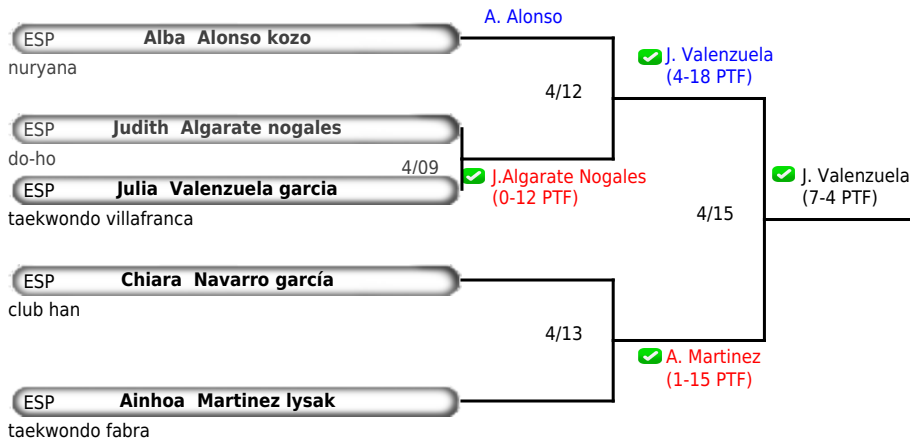 A. Alonso
ESP Alba Alonso kozo
nuryana
J. Valenzuela
(4-18 PTF)
4/12
ESP Judith Algarate nogales
do-ho
4/09
J.Algarate Nogales
(0-12 PTF)
ESP Julia Valenzuela garcia
taekwondo villafranca
J. Valenzuela
(7-4 PTF)
4/15
ESP Chiara Navarro garcía
club han
4/13
A. Martinez
(1-15 PTF)
ESP Ainhoa Martinez lysak
taekwondo fabra